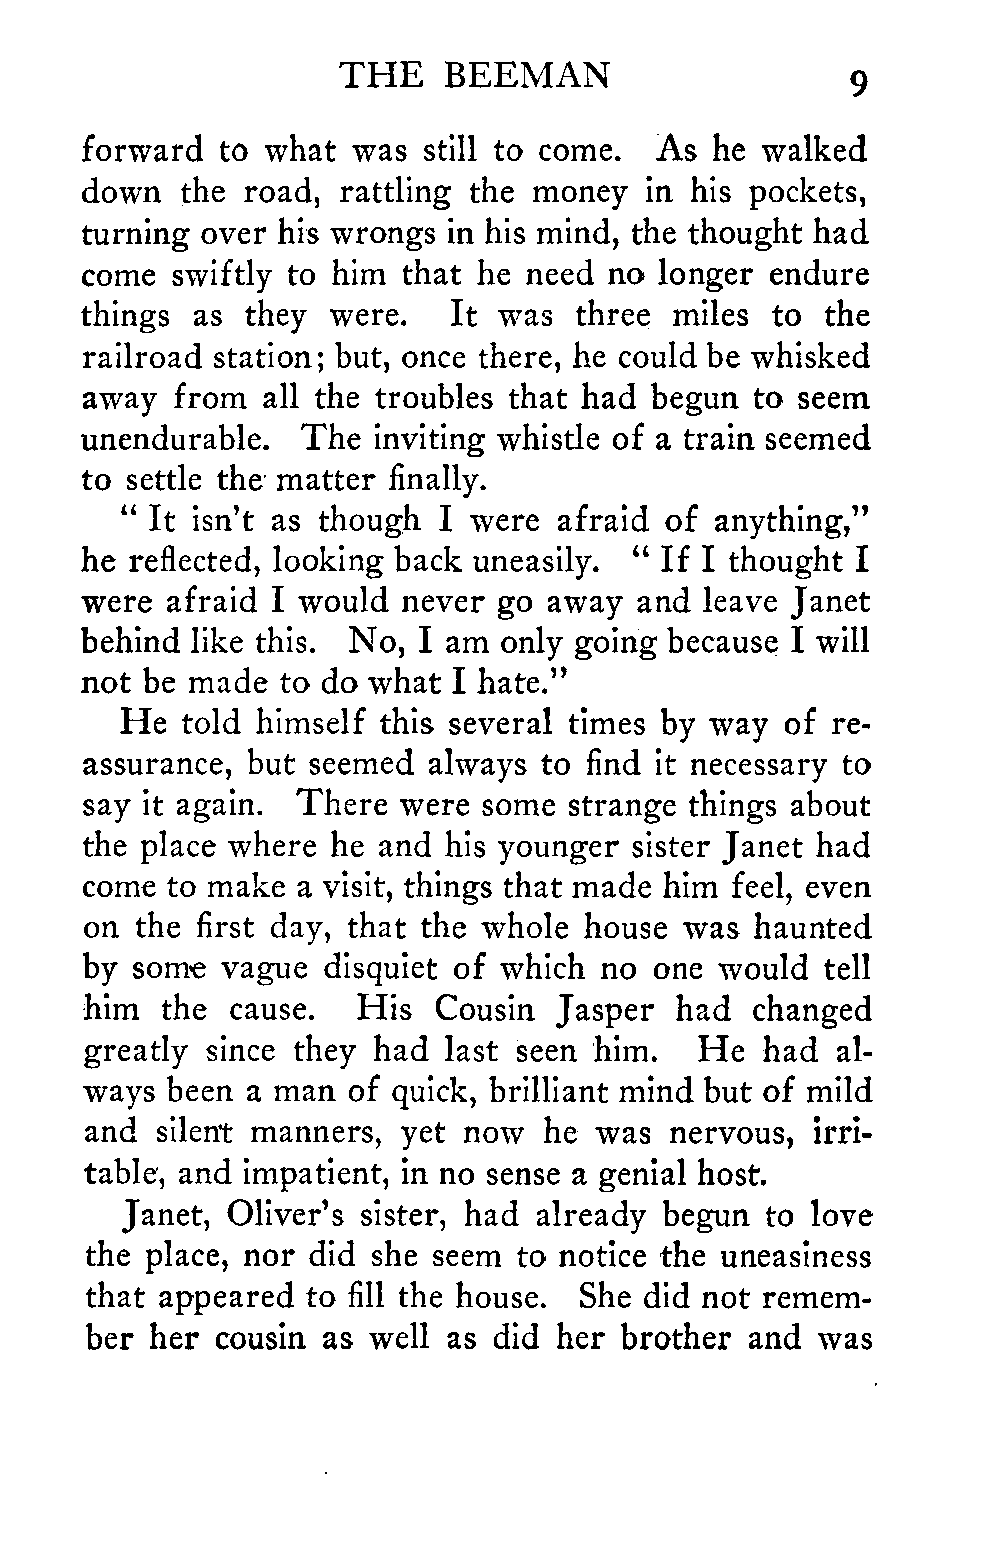 THE BEEMAN 9
forward to what was still to come. As he walked
down the road, rattling the money in his pockets,
turning over his wrongs in his mind, the thought had
come swiftly to him that he need no longer endure
things as they were. It was three miles to the
railroad station; but, once there, he could be whisked
away from all the troubles that had begun to seem
unendurable. The inviting whistle of a train seemed
to settle the matter finally.
" It isn't as though I were afraid of anything,"
he reflected, looking back uneasily. " If I thought I
were afraid I would never go away and leave Janet
behind like this. No, I am only going because I will
not be made to do what I hate."
He told himself this several times by way of re-
assurance, but seemed always to find it necessary to
say it again. There were some strange things about
the place where he and his younger sister Janet had
come to make a visit, things that made him feel, even
on the first day, that the whole house was haunted
by some vague disquiet of which no one would tell
him the cause. His Cousin Jasper had changed
greatly since they had last seen him. He had al-
ways been a man of quick, brilliant mind but of mild
and silent manners, yet now he was nervous, irri-
table, and impatient, in no sense a genial host.
Janet, Oliver's sister, had already begun to love
the place, nor did she seem to notice the uneasiness
that appeared to fill the house. She did not remem-
ber her cousin as well as did her brother and was